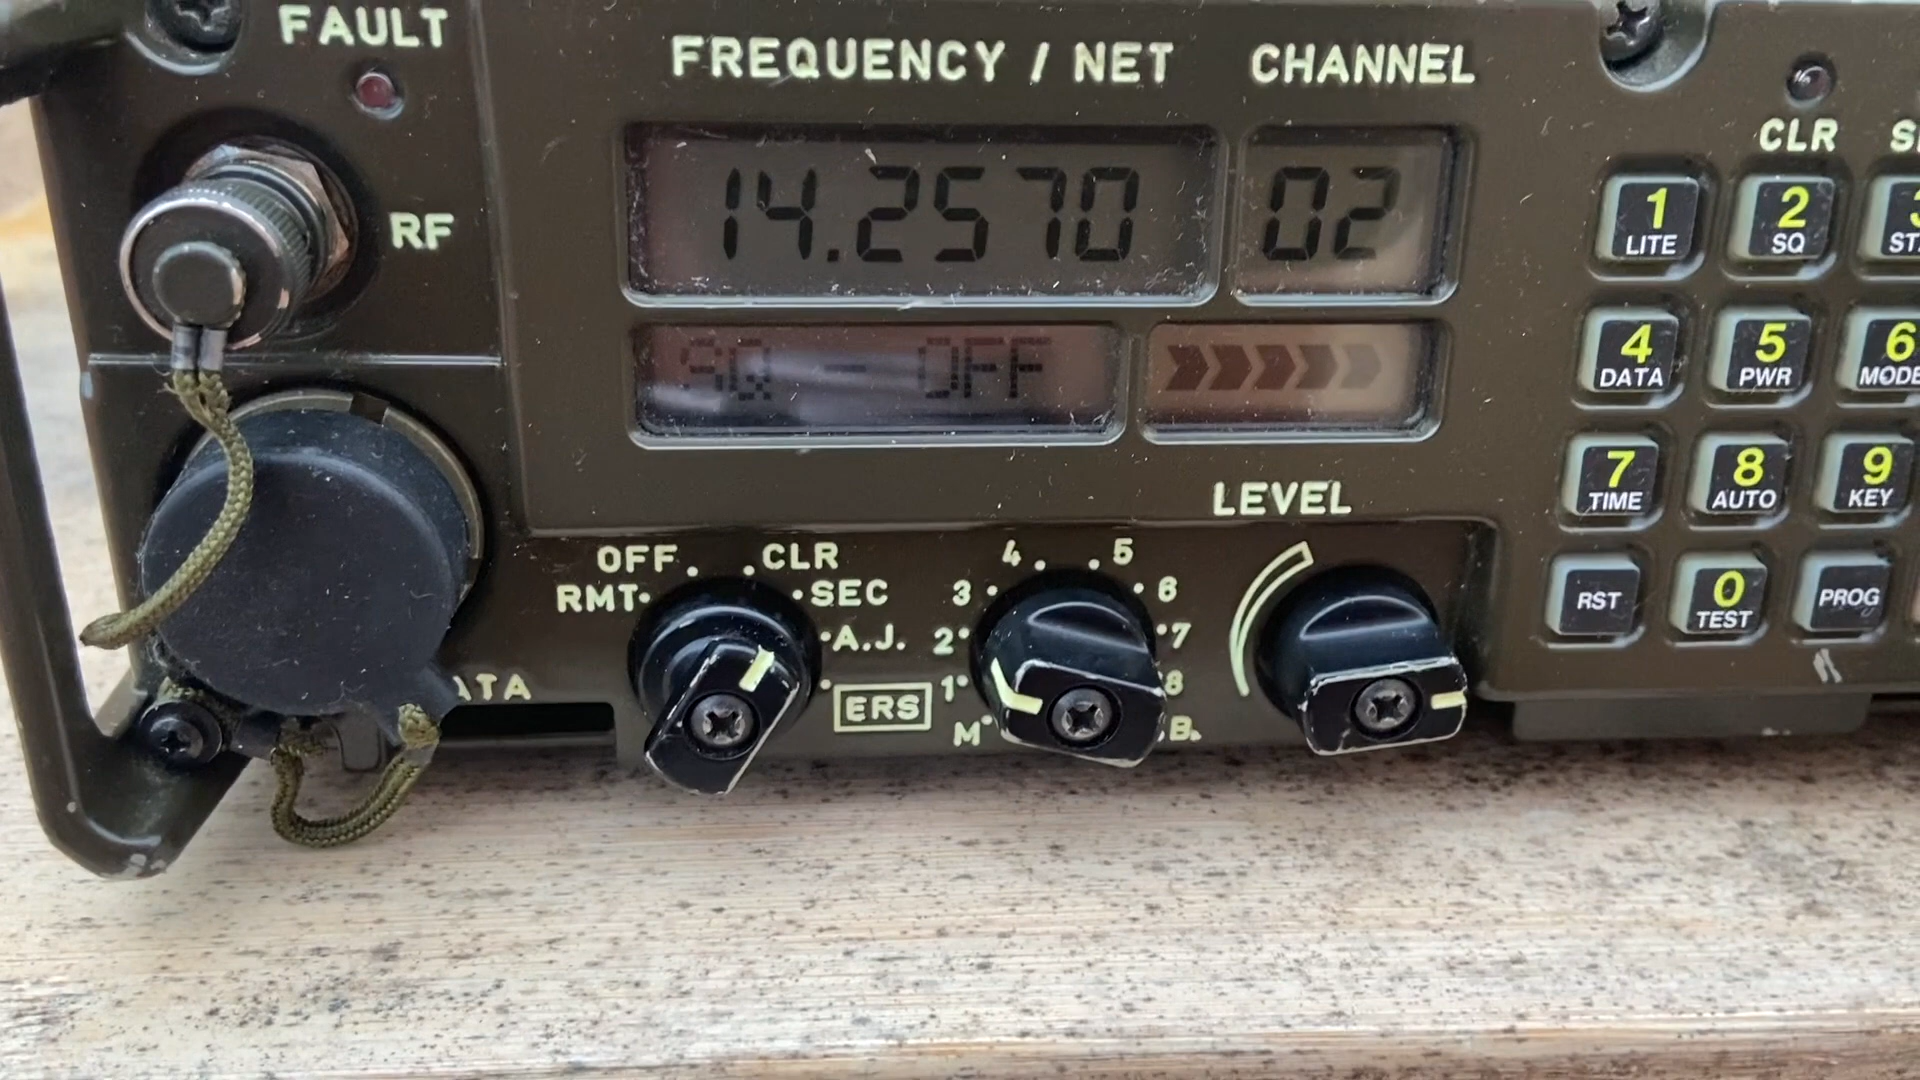 FAULT
FREQUENCY / NET
CHANNEL
CLR
RF
14.2570
02
SQ - OFF
1
LITE
2
SQ
4
DATA
5
PWR
6
MODE
7
TIME
8
AUTO
9
KEY
RST
0
TEST
PROG
LEVEL
OFF
CLR
RMT
SEC
A.J.
ERS
4
5
3
6
2
7
1
8
M
B